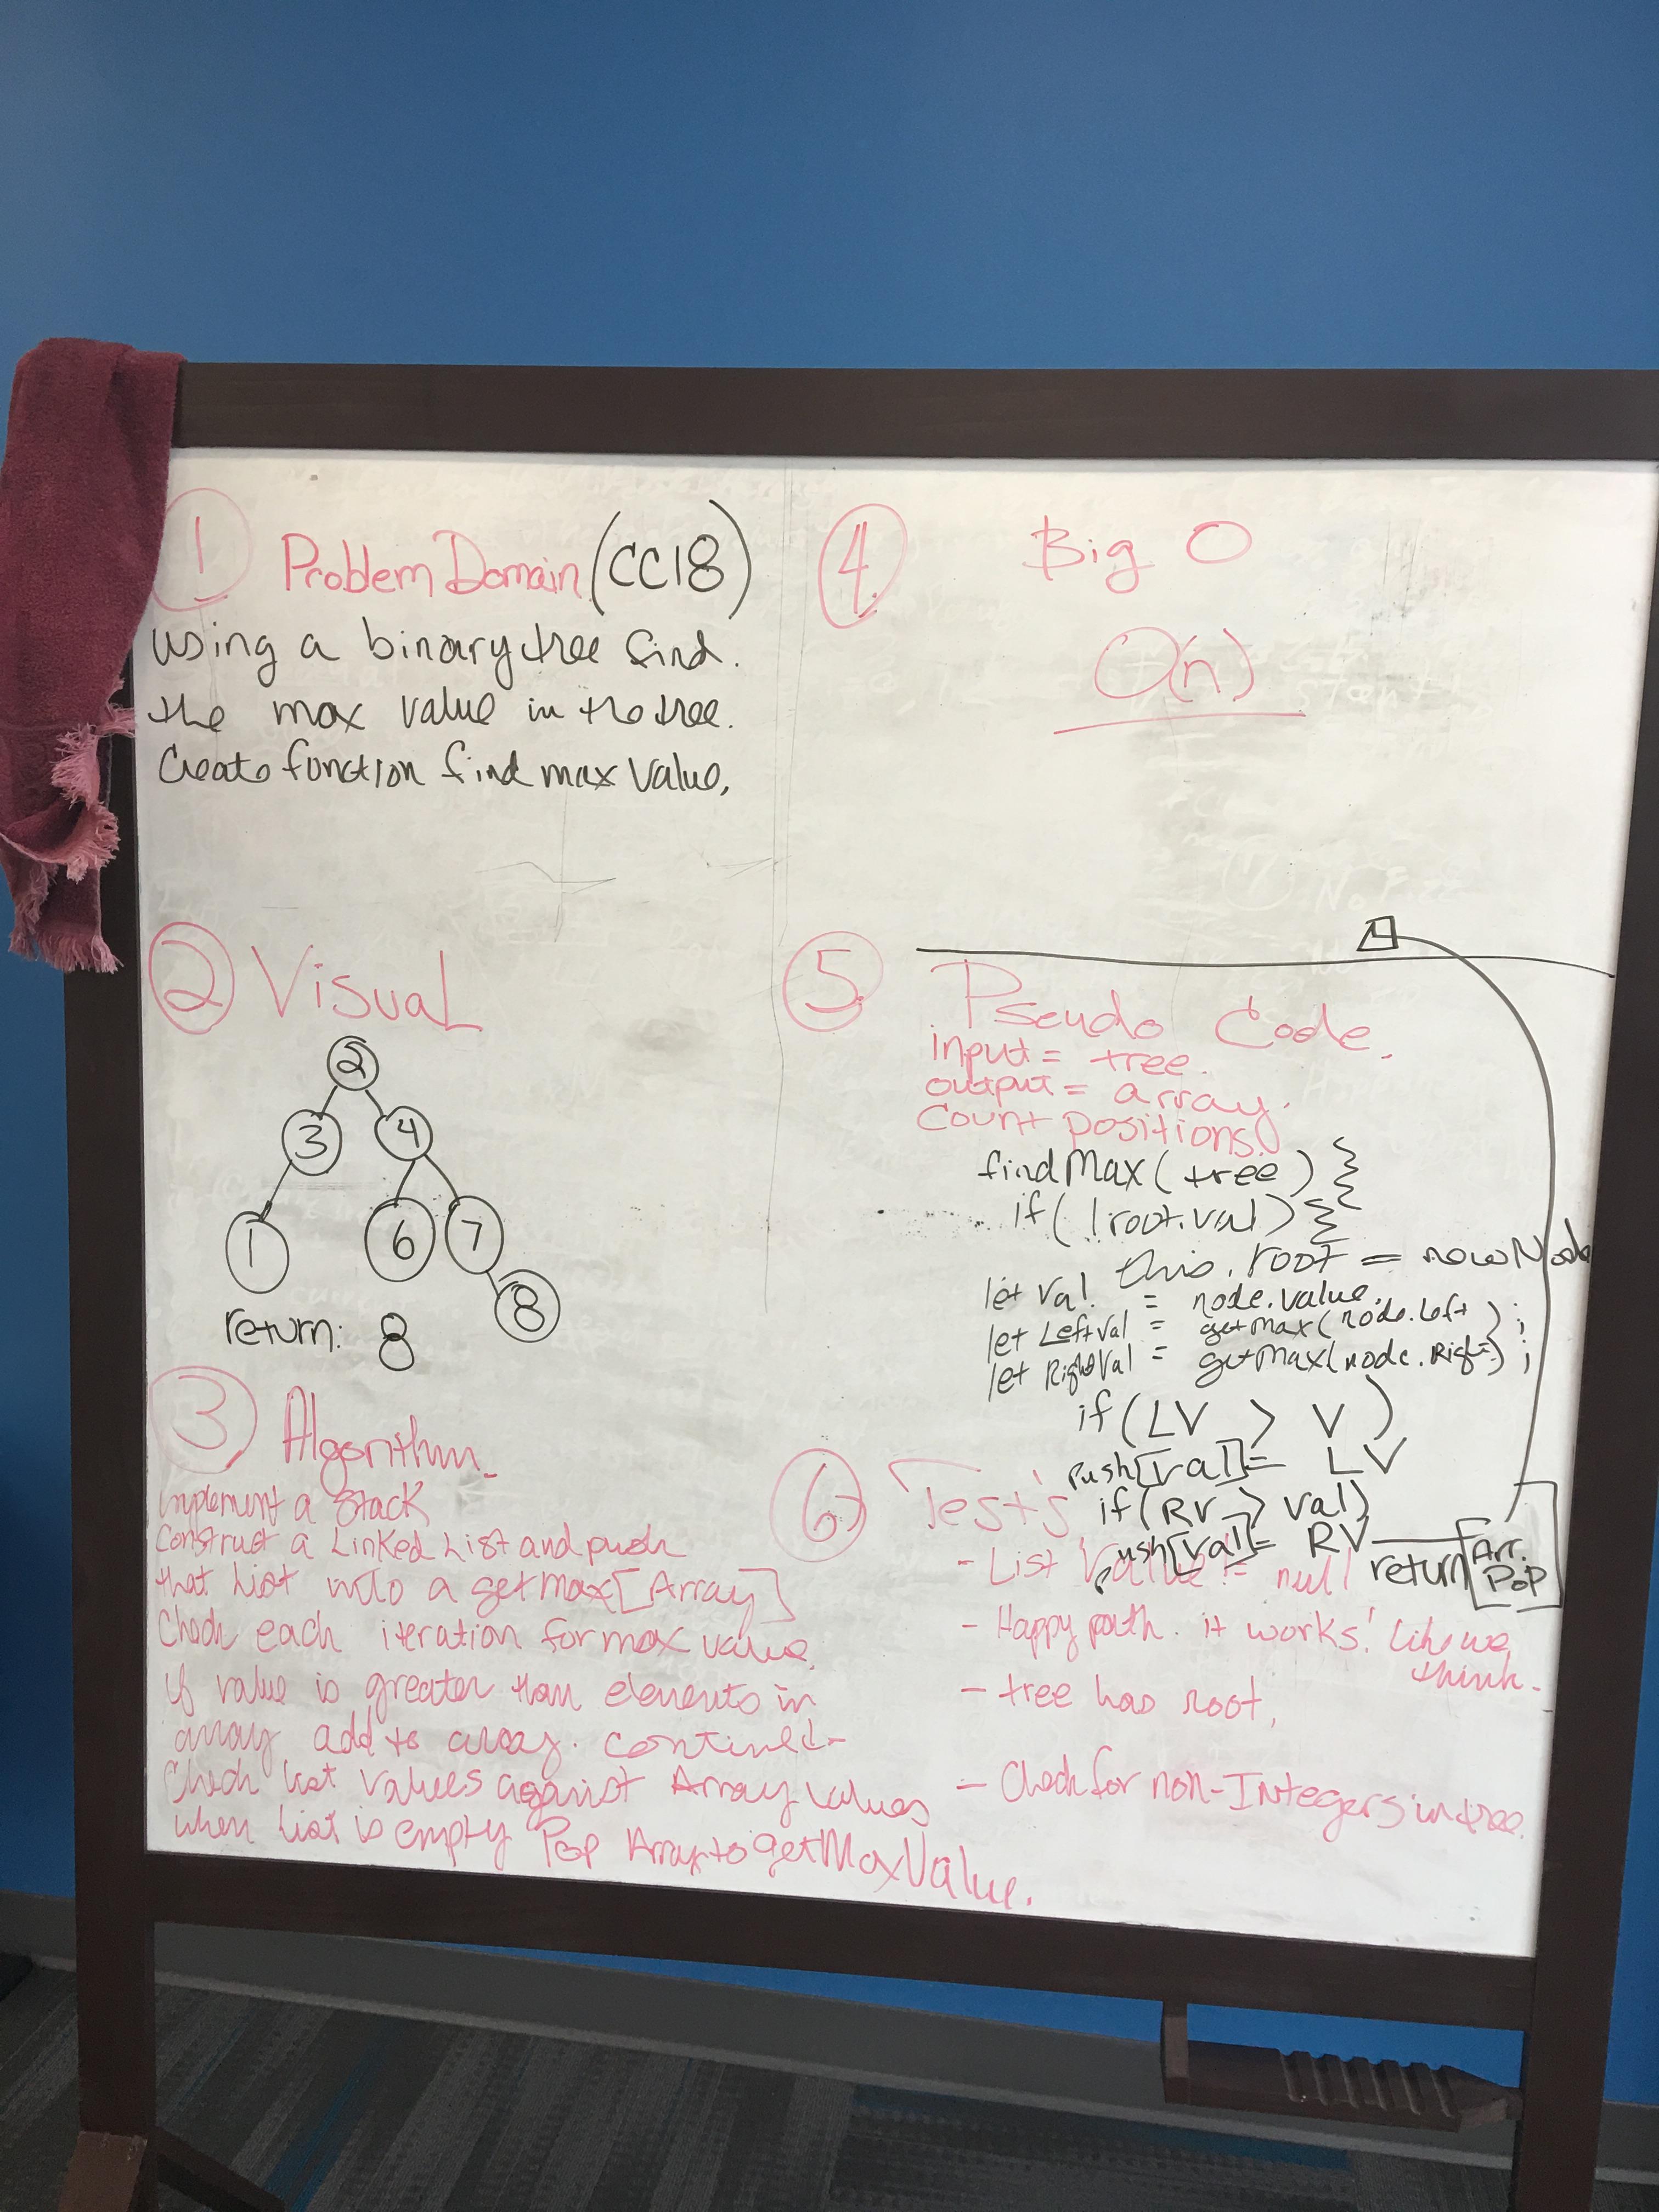 1 Problem Domain (CC18)
using a binary tree find.
the max value in the tree.
Create function find max value.
2 Visual
2
3 4
1 6 7
8
return: 8
3 Algorithm
implement a stack
Construct a Linked List and push
that list into a getmax[Array]
Check each iteration for max value.
if value is greater than elements in
array add to array.
Check list values against Array values
when list is empty Pop Array to getMaxValue.
4. Big O
O(n)
5. Pseudo Code.
input = tree.
output = array.
Count positions.
findMax(tree) {
if(!root.val) {
this.root = newNode
let val = node.value.
let Leftval = getmax(node.left);
let RightVal = getmax(node.Right);
if(LV > V)
push[val] = LV
if(RV > val)
push[val] = RV
return Arr.
Pop
6. Test's
- List Value != null
- Happy path. it works! Like we
think.
- tree has root,
- Check for non-Integers in tree.